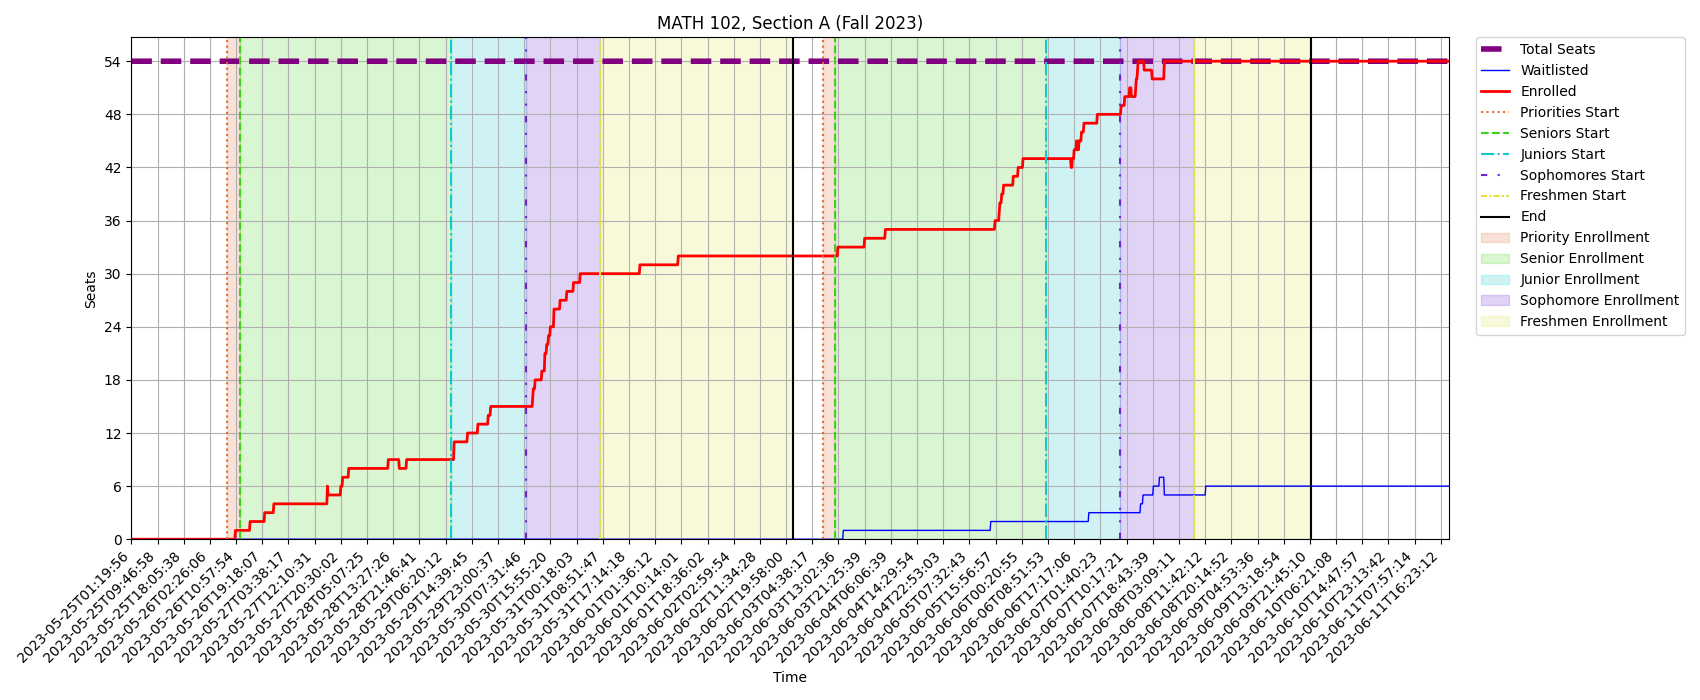 MATH 102, Section A (Fall 2023)
Seats
54
48
42
36
30
24
18
12
6
0
2023-05-25T01:19:56
2023-05-25T09:46:58
2023-05-25T18:05:38
2023-05-26T02:26:06
2023-05-26T10:57:54
2023-05-26T19:18:07
2023-05-27T03:38:17
2023-05-27T12:10:31
2023-05-27T20:30:02
2023-05-28T05:07:25
2023-05-28T13:27:26
2023-05-28T21:46:41
2023-05-29T06:20:12
2023-05-29T14:39:45
2023-05-29T23:00:37
2023-05-30T07:31:46
2023-05-30T15:55:20
2023-05-31T00:18:03
2023-05-31T08:51:47
2023-05-31T17:14:18
2023-06-01T01:36:12
2023-06-01T10:14:01
2023-06-01T18:36:02
2023-06-02T02:59:54
2023-06-02T11:34:28
2023-06-02T19:58:00
2023-06-03T04:38:17
2023-06-03T13:02:36
2023-06-03T21:25:39
2023-06-04T06:06:39
2023-06-04T14:29:54
2023-06-04T22:53:03
2023-06-05T07:32:43
2023-06-05T15:56:57
2023-06-06T00:20:55
2023-06-06T08:51:53
2023-06-06T17:17:06
2023-06-07T01:40:23
2023-06-07T10:17:21
2023-06-07T18:43:39
2023-06-08T03:09:11
2023-06-08T11:42:12
2023-06-08T20:14:52
2023-06-09T04:53:36
2023-06-09T13:18:54
2023-06-09T21:45:10
2023-06-10T06:21:08
2023-06-10T14:47:57
2023-06-10T23:13:42
2023-06-11T07:57:14
2023-06-11T16:23:12
Time
Total Seats
Waitlisted
Enrolled
Priorities Start
Seniors Start
Juniors Start
Sophomores Start
Freshmen Start
End
Priority Enrollment
Senior Enrollment
Junior Enrollment
Sophomore Enrollment
Freshmen Enrollment